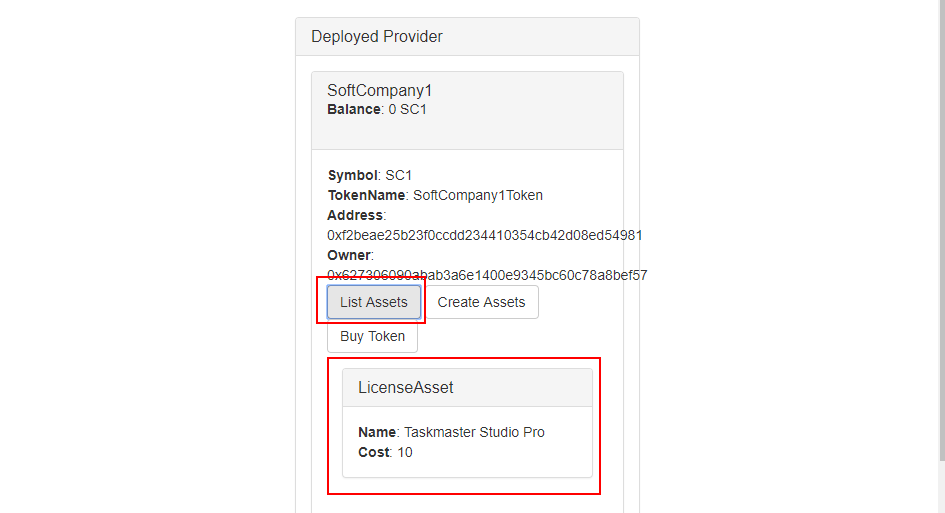 Deployed Provider
SoftCompany1
Balance: 0 SC1
Symbol: SC1
TokenName: SoftCompany1Token
Address:
0xf2beae25b23f0ccdd234410354cb42d08ed54981
Owner:
0x627306090abab3a6e1400e9345bc60c78a8bef57
List Assets Create Assets
Buy Token
LicenseAsset
Name: Taskmaster Studio Pro
Cost: 10